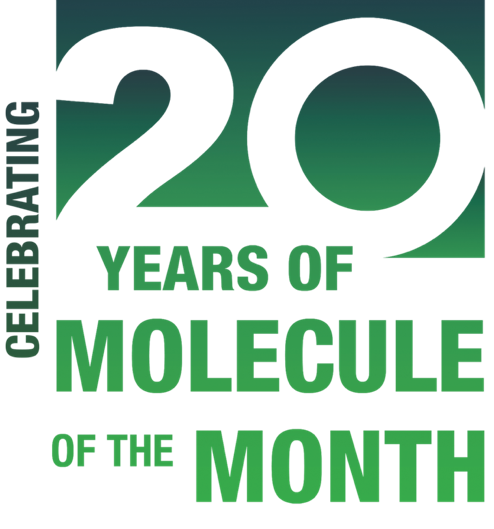 CELEBRATING
20
YEARS OF
MOLECULE
OF THE MONTH